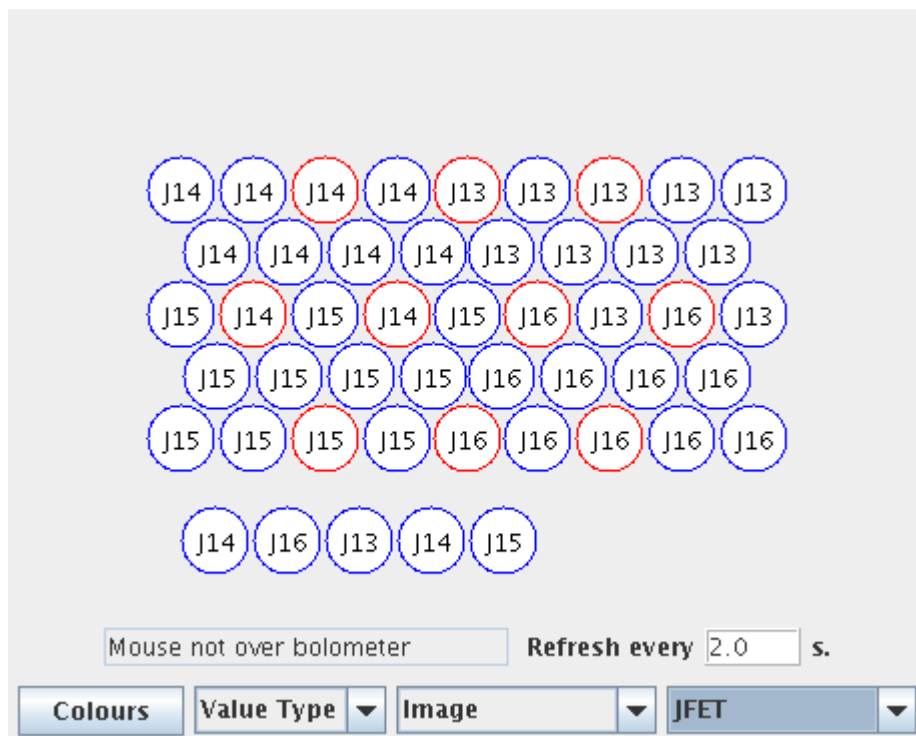 J14 J14 J14 J14 J13 J13 J13 J13 J13
J14 J14 J14 J14 J13 J13 J13 J13
J15 J14 J15 J14 J15 J16 J13 J16 J13
J15 J15 J15 J15 J16 J16 J16 J16
J15 J15 J15 J15 J16 J16 J16 J16 J16
J14 J16 J13 J14 J15
Mouse not over bolometer Refresh every 2.0 s.
Colours Value Type Image JFET